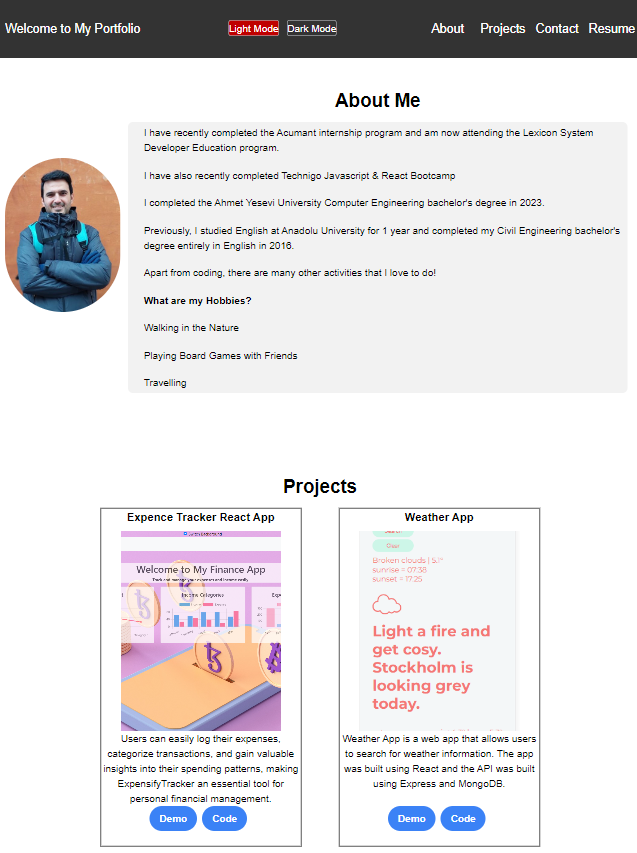 Welcome to My Portfolio
Light Mode
Dark Mode
About
Projects
Contact
Resume
About Me
I have recently completed the Acumant internship program and am now attending the Lexicon System
Developer Education program.
I have also recently completed Technigo Javascript & React Bootcamp
I completed the Ahmet Yesevi University Computer Engineering bachelor's degree in 2023.
Previously, I studied English at Anadolu University for 1 year and completed my Civil Engineering bachelor's
degree entirely in English in 2016.
Apart from coding, there are many other activities that I love to do!
What are my Hobbies?
Walking in the Nature
Playing Board Games with Friends
Travelling
Projects
Expence Tracker React App
Welcome to My Finance App
Track and manage your expenses and income easily
Income Categories
Users can easily log their expenses,
categorize transactions, and gain valuable
insights into their spending patterns, making
ExpensifyTracker an essential tool for
personal financial management.
Demo
Code
Weather App
Clear
Broken clouds | 5.1°
sunrise = 07:38
sunset = 17:25
Light a fire and
get cosy.
Stockholm is
looking grey
today.
Weather App is a web app that allows users
to search for weather information. The app
was built using React and the API was built
using Express and MongoDB.
Demo
Code